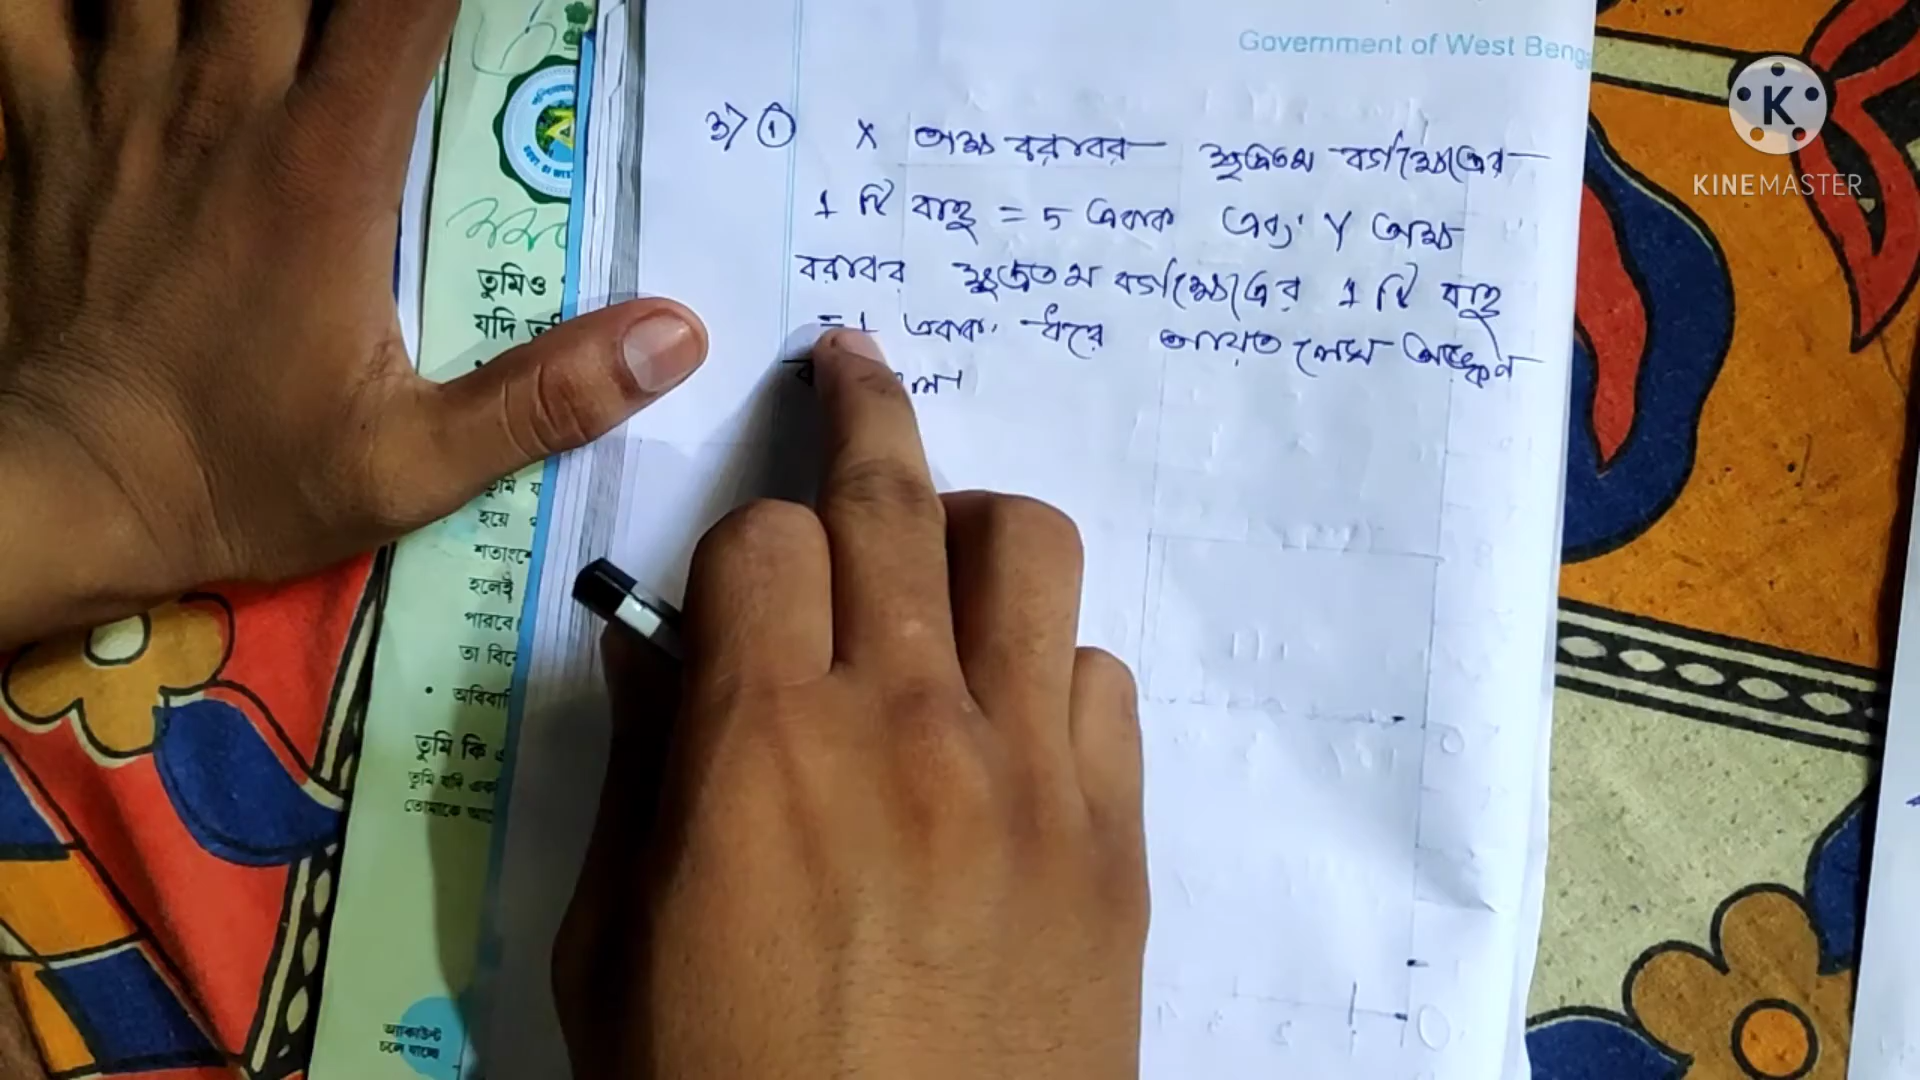 Government of West Beng
KINEMASTER
K
৩> ① X অক্ষ বরাবর ক্ষুদ্রতম বর্গক্ষেত্রের
1 টি বাহু = 5 একক এবং Y অক্ষ
বরাবর ক্ষুদ্রতম বর্গক্ষেত্রের 1 টি বাহু
= 1 একক ধরে আয়ত লেখ অঙ্কন
তুমিও
যদি
তুমি য
হয়ে
শতাংশে
হলেই
পারবে।
তা বিবে
• অবিবাহি
তুমি কি
তুমি যদি এক
তোমাকে
অ্যাকাউন্ট
চলে যাচ্ছে